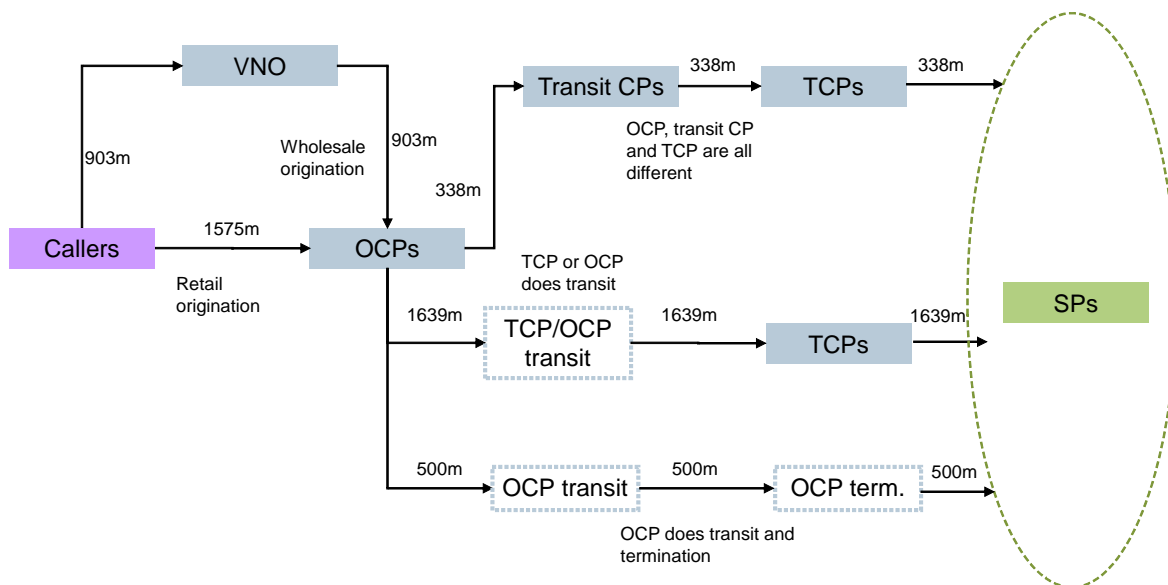 VNO
Transit CPs
338m
TCPs
338m
903m
Wholesale
origination
903m
338m
OCP, transit CP
and TCP are all
different
Callers
1575m
OCPs
Retail
origination
TCP or OCP
does transit
1639m
TCP/OCP
transit
1639m
TCPs
1639m
SPs
500m
OCP transit
500m
OCP term.
500m
OCP does transit and
termination